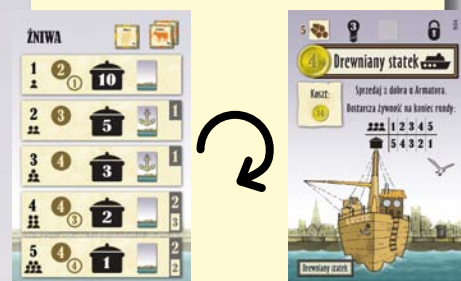 ŻNIWA
1 2 1 10
2 3 5 1
3 4 3 1
4 4 3 2 2 3
5 4 2 1 2 2
5 3
4 Drewniany statek
Koszt: Sprzedaj z dobra u Armatora.
14 Dostarcza żywność na koniec rundy:
1 2 3 4 5
5 4 3 2 1
Drewniany statek